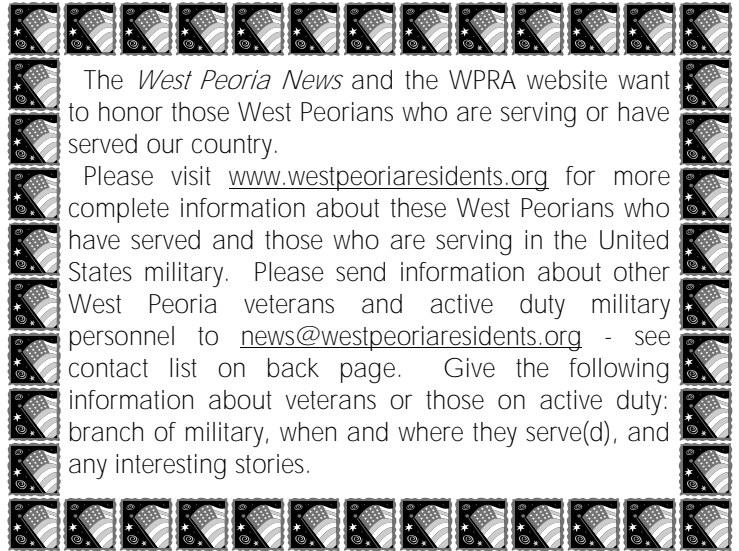 The West Peoria News and the WPRA website want
to honor those West Peorians who are serving or have
served our country.
Please visit www.westpeoriaresidents.org for more
complete information about these West Peorians who
have served and those who are serving in the United
States military. Please send information about other
West Peoria veterans and active duty military
personnel to news@westpeoriaresidents.org - see
contact list on back page. Give the following
information about veterans or those on active duty:
branch of military, when and where they serve(d), and
any interesting stories.